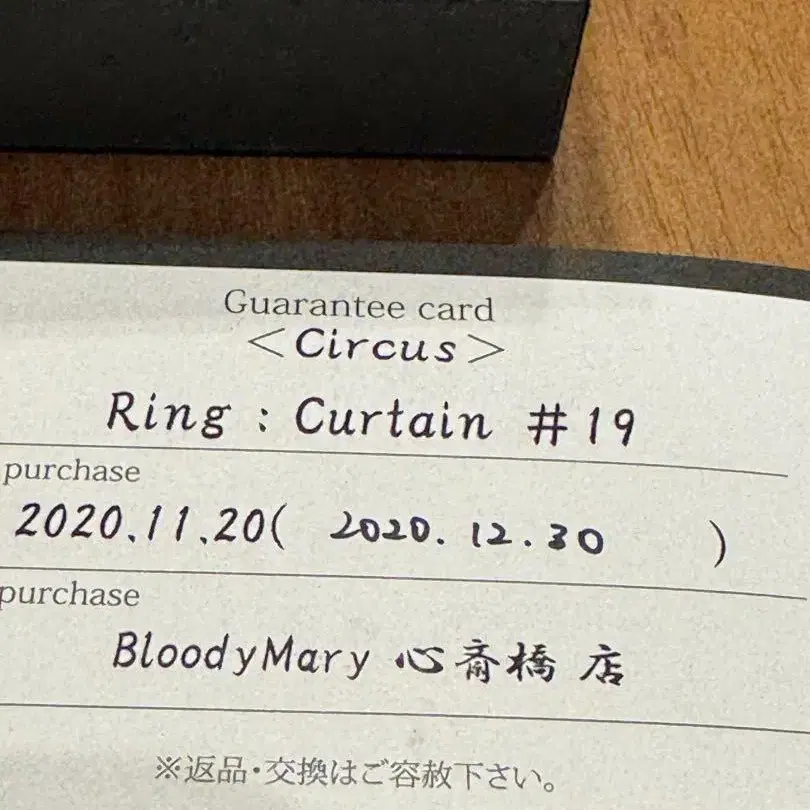 Guarantee card
<Circus>
Ring : Curtain #19
purchase
2020.11.20( 2020.12.30 )
purchase
BloodyMary 心斎橋 店
※返品・交換はご容赦下さい。